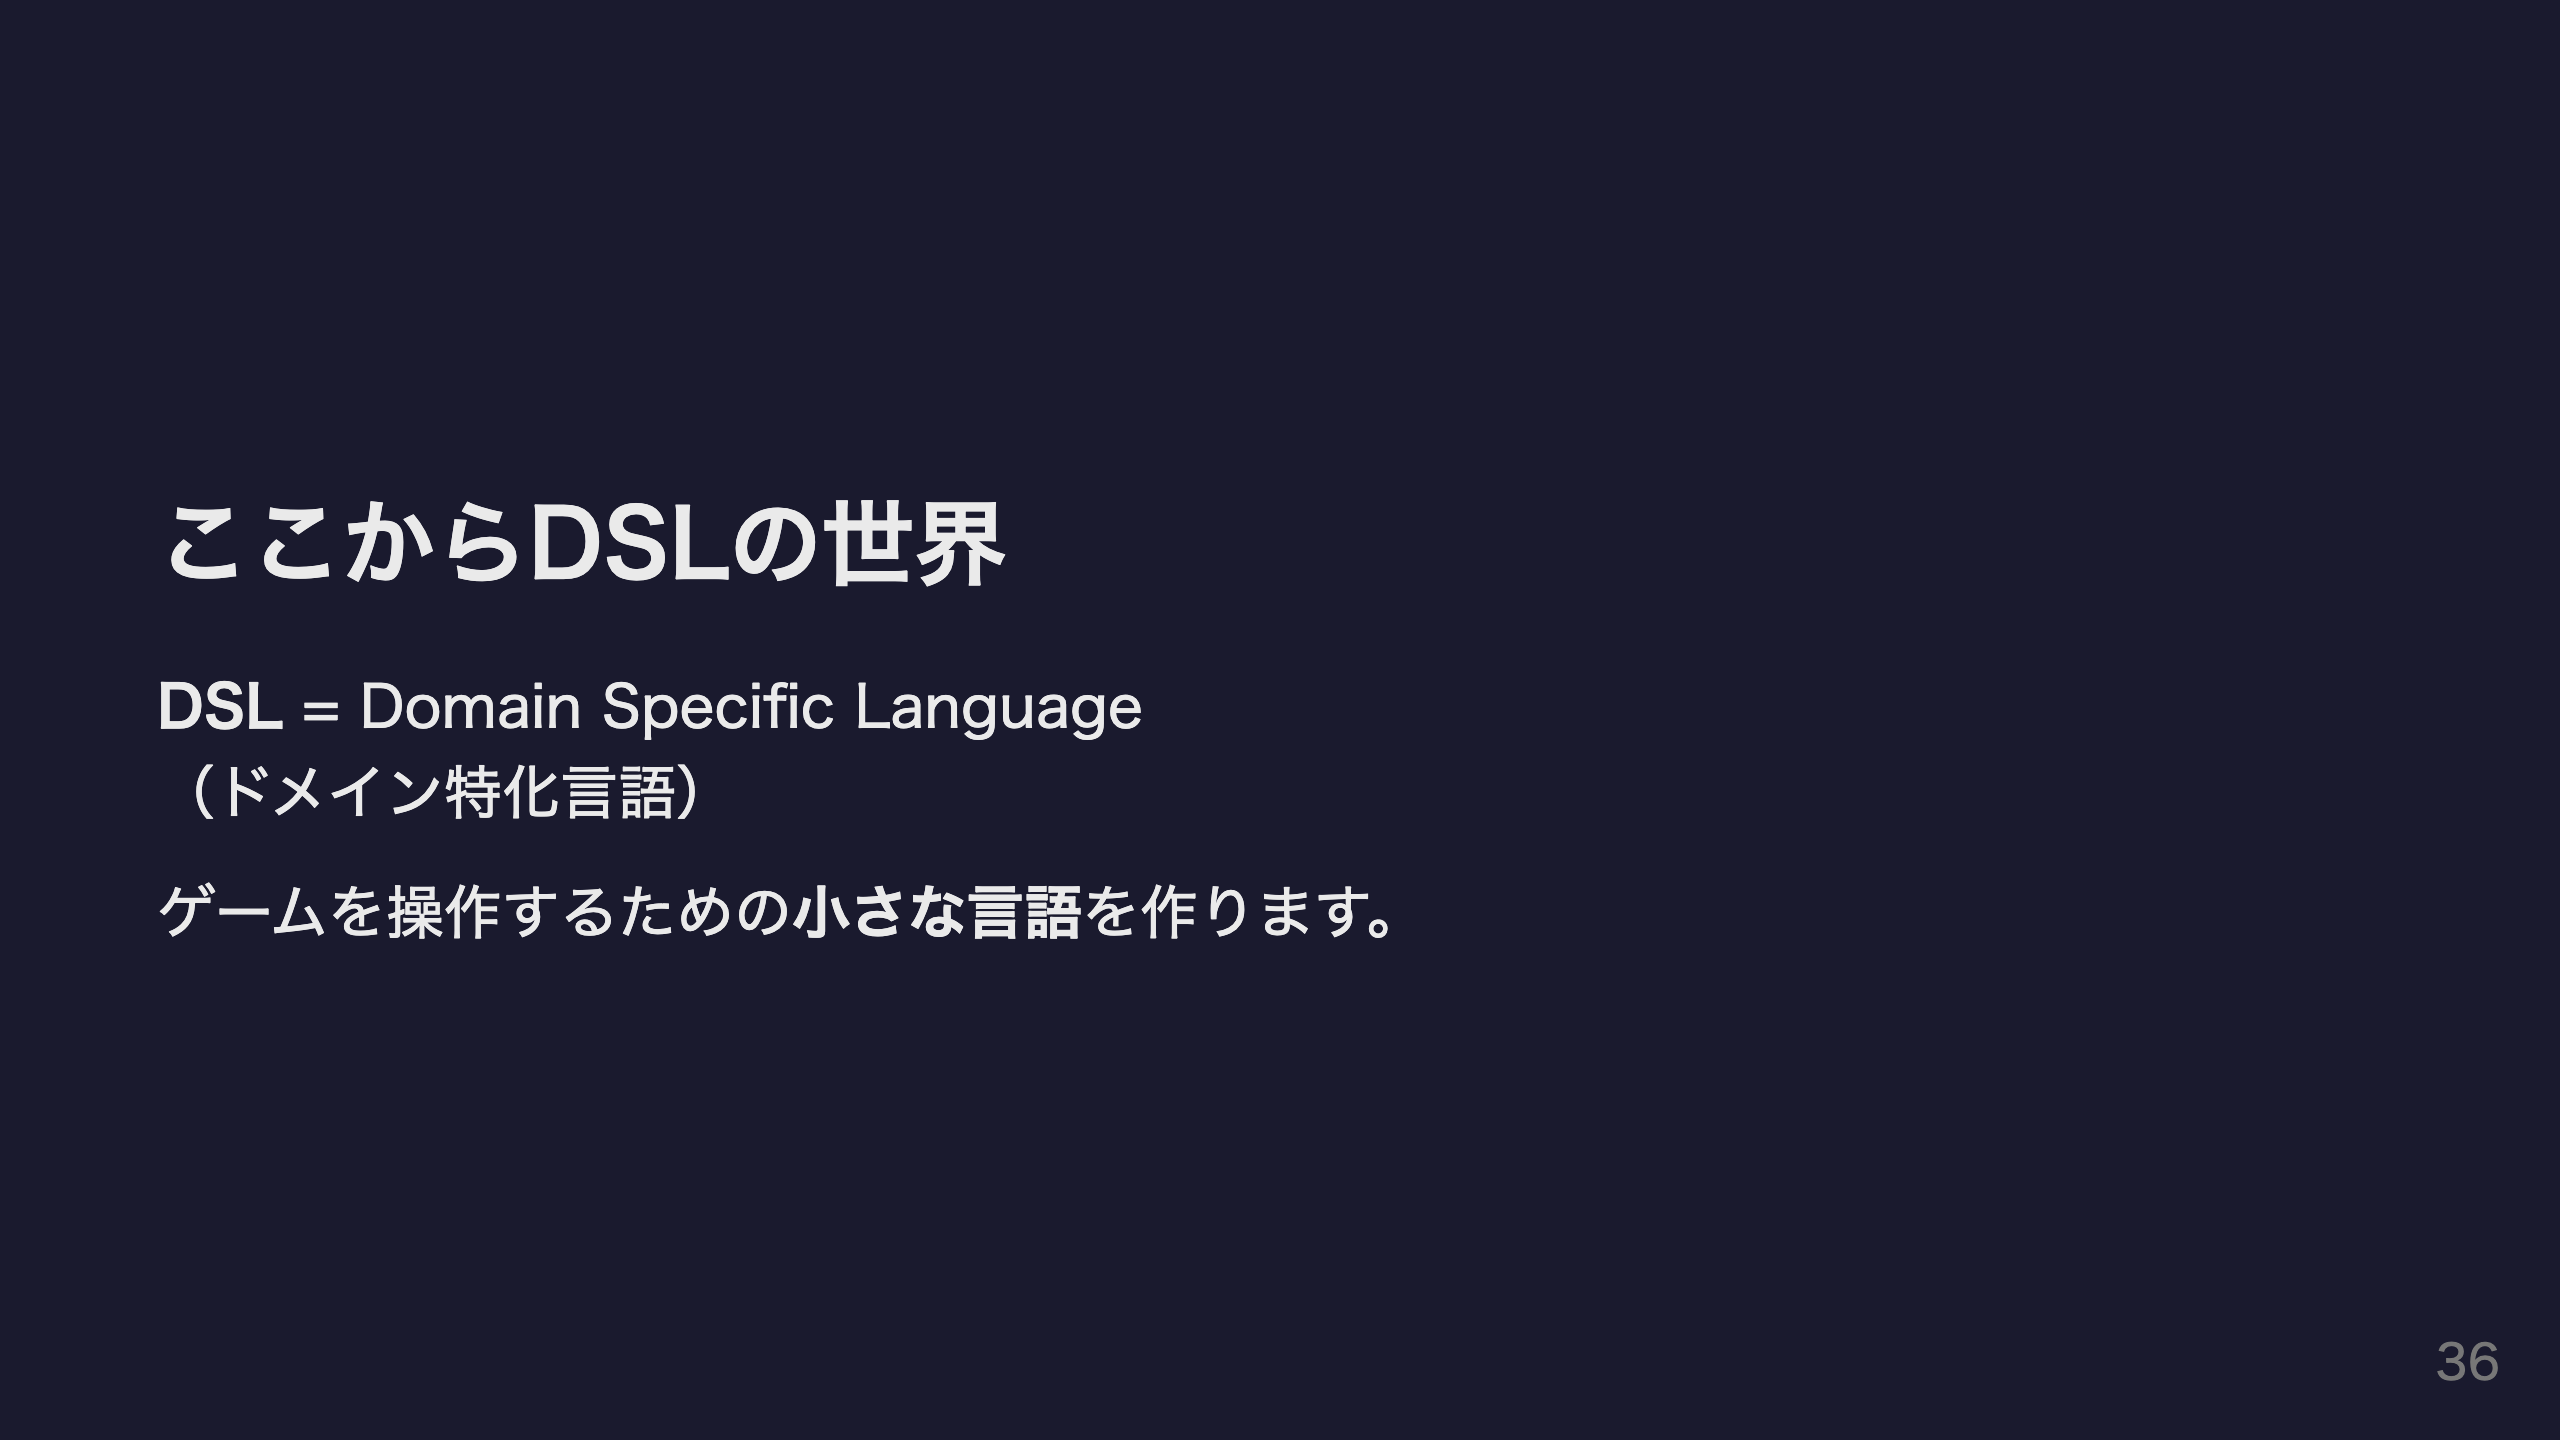 ここからDSLの世界
DSL = Domain Specific Language
（ドメイン特化言語）
ゲームを操作するための小さな言語を作ります。
36